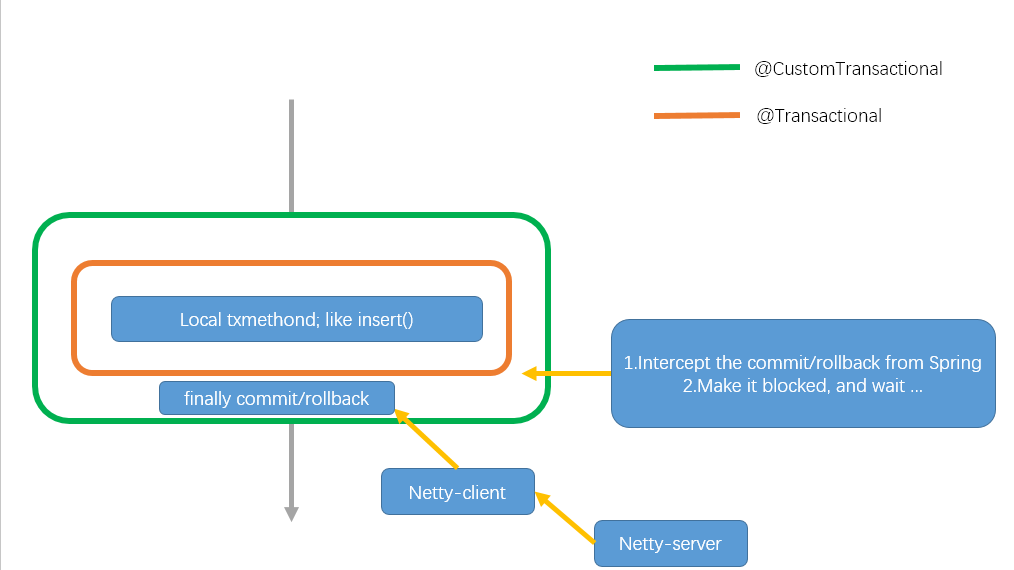 @CustomTransactional
@Transactional
Local txmethond; like insert()
1.Intercept the commit/rollback from Spring
2.Make it blocked, and wait ...
finally commit/rollback
Netty-client
Netty-server